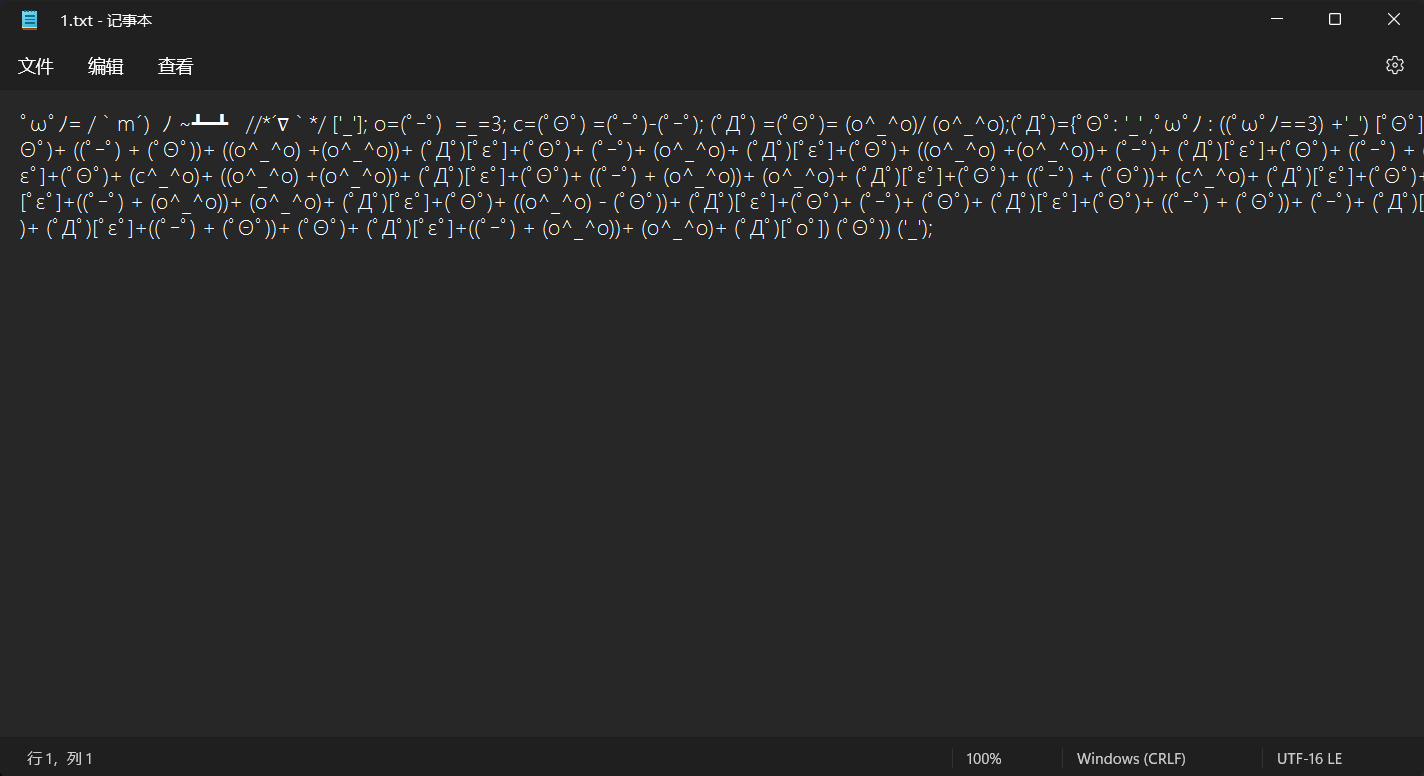 1.txt - 记事本
文件 编辑 查看
ﾟωﾟﾉ= /｀ｍ´）ﾉ ~┻━┻   //*´∇｀*/ ['_']; o=(ﾟｰﾟ)  =_=3; c=(ﾟΘﾟ) =(ﾟｰﾟ)-(ﾟｰﾟ); (ﾟДﾟ) =(ﾟΘﾟ)= (o^_^o)/ (o^_^o);(ﾟДﾟ)={ﾟΘﾟ: '_' ,ﾟωﾟﾉ : ((ﾟωﾟﾉ==3) +'_') [ﾟΘﾟ]
Θﾟ)+ ((ﾟｰﾟ) + (ﾟΘﾟ))+ ((o^_^o) +(o^_^o))+ (ﾟДﾟ)[ﾟεﾟ]+(ﾟΘﾟ)+ (ﾟｰﾟ)+ (o^_^o)+ (ﾟДﾟ)[ﾟεﾟ]+(ﾟΘﾟ)+ ((o^_^o) +(o^_^o))+ (ﾟｰﾟ)+ (ﾟДﾟ)[ﾟεﾟ]+(ﾟΘﾟ)+ ((ﾟｰﾟ) + (
εﾟ]+(ﾟΘﾟ)+ (c^_^o)+ ((o^_^o) +(o^_^o))+ (ﾟДﾟ)[ﾟεﾟ]+(ﾟΘﾟ)+ ((ﾟｰﾟ) + (o^_^o))+ (o^_^o)+ (ﾟДﾟ)[ﾟεﾟ]+(ﾟΘﾟ)+ ((ﾟｰﾟ) + (ﾟΘﾟ))+ (c^_^o)+ (ﾟДﾟ)[ﾟεﾟ]+(ﾟΘﾟ)+
[ﾟεﾟ]+((ﾟｰﾟ) + (o^_^o))+ (o^_^o)+ (ﾟДﾟ)[ﾟεﾟ]+(ﾟΘﾟ)+ ((o^_^o) - (ﾟΘﾟ))+ (ﾟДﾟ)[ﾟεﾟ]+(ﾟΘﾟ)+ (ﾟｰﾟ)+ (ﾟΘﾟ)+ (ﾟДﾟ)[ﾟεﾟ]+(ﾟΘﾟ)+ ((ﾟｰﾟ) + (ﾟΘﾟ))+ (ﾟｰﾟ)+ (ﾟДﾟ)[
)+ (ﾟДﾟ)[ﾟεﾟ]+((ﾟｰﾟ) + (ﾟΘﾟ))+ (ﾟΘﾟ)+ (ﾟДﾟ)[ﾟεﾟ]+((ﾟｰﾟ) + (o^_^o))+ (o^_^o)+ (ﾟДﾟ)[ﾟoﾟ]) (ﾟΘﾟ)) ('_');
行 1，列 1 100% Windows (CRLF) UTF-16 LE